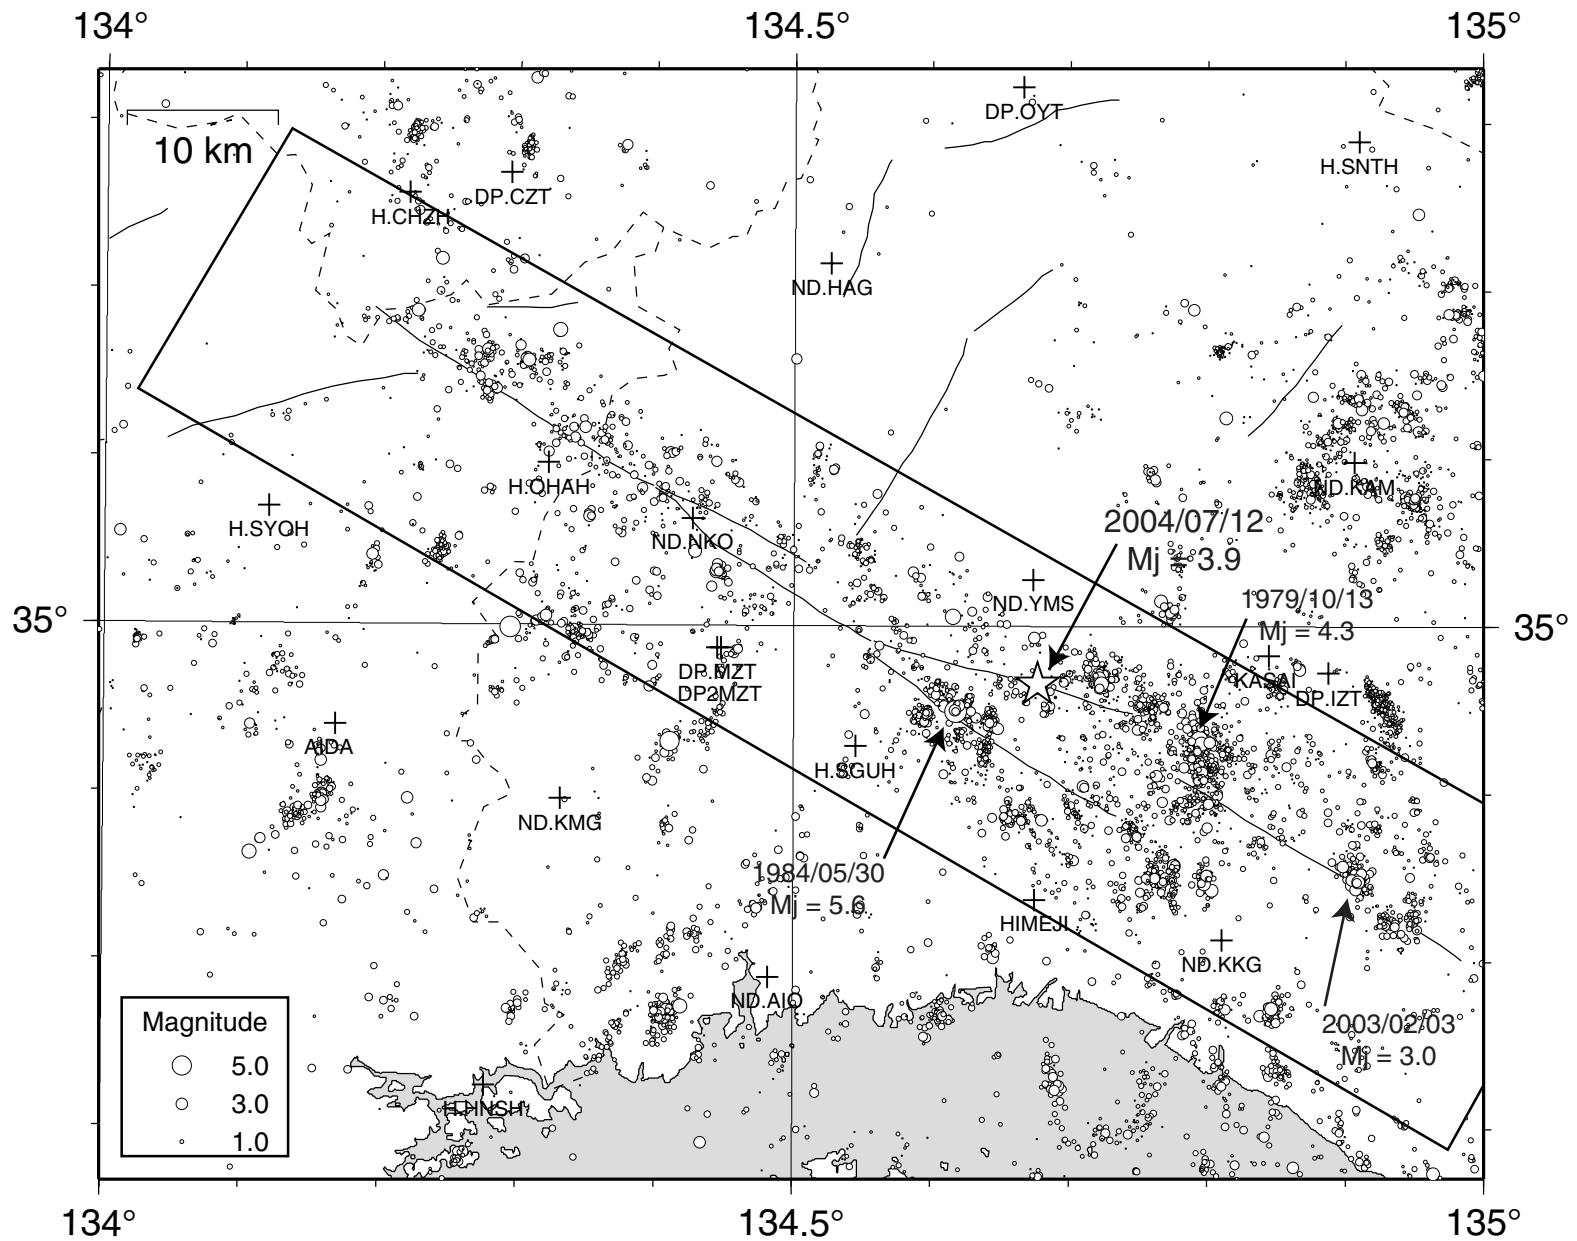 134°
134.5°
135°
DP.OYT
10 km
H.SNTH
DP.CZT
H.CHZH
ND.HAG
H.OHAH
ND.KAM
H.SYOH
2004/07/12
ND.NKO
Mj = 3.9
ND.YMS
1979/10/13
35°
35°
Mj = 4.3
DP.MZT
KASAI
DP2MZT
DP.IZT
AIDA
H.SGUH
ND.KMG
1984/05/30
Mj = 5.6
HIMEJI
ND.KKG
ND.AIO
Magnitude
2003/02/03
Mj = 3.0
5.0
3.0
H.HNSH
1.0
134°
134.5°
135°